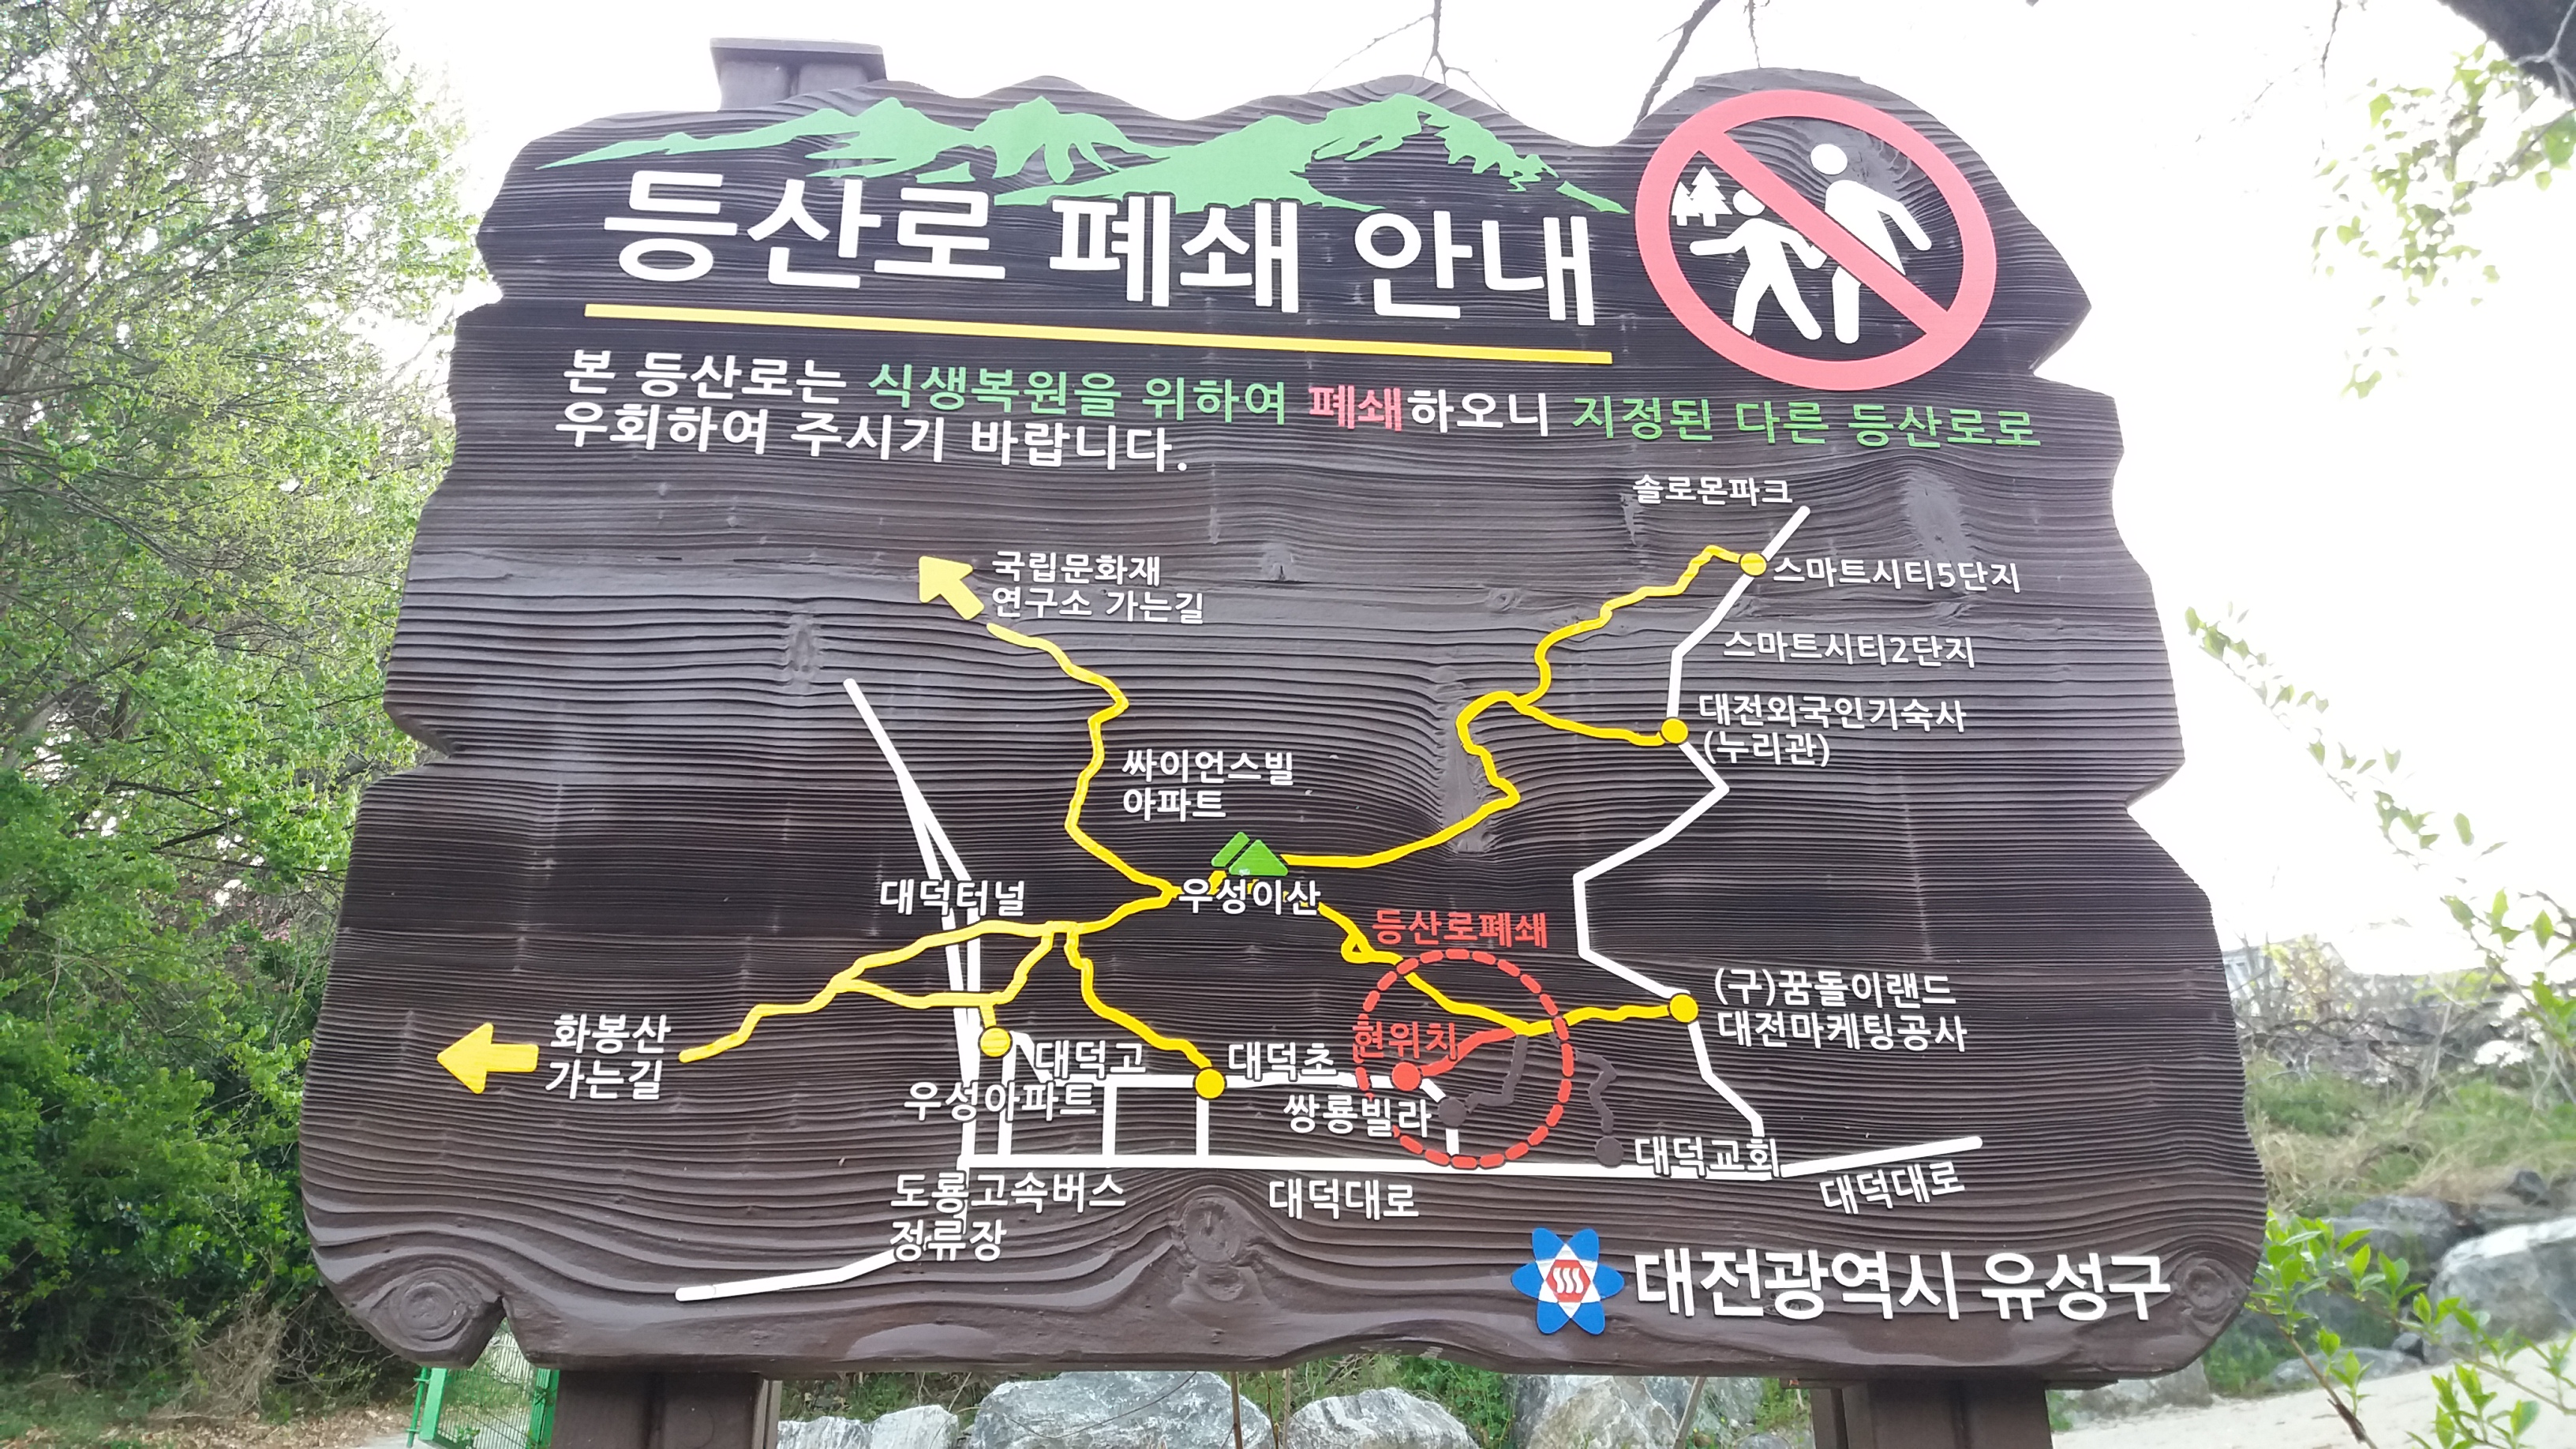 등산로 폐쇄 안내
본 등산로는 식생복원을 위하여 폐쇄하오니 지정된 다른 등산로로
우회하여 주시기 바랍니다.
솔로몬파크
국립문화재
연구소 가는길
스마트시티5단지
스마트시티2단지
대전외국인기숙사
(누리관)
싸이언스빌
아파트
대덕터널
우성이산
등산로폐쇄
(구)꿈돌이랜드
대전마케팅공사
화봉산
가는길
현위치
대덕고
대덕초
우성아파트
쌍룡빌라
대덕교회
도룡고속버스
정류장
대덕대로
대덕대로
대전광역시 유성구